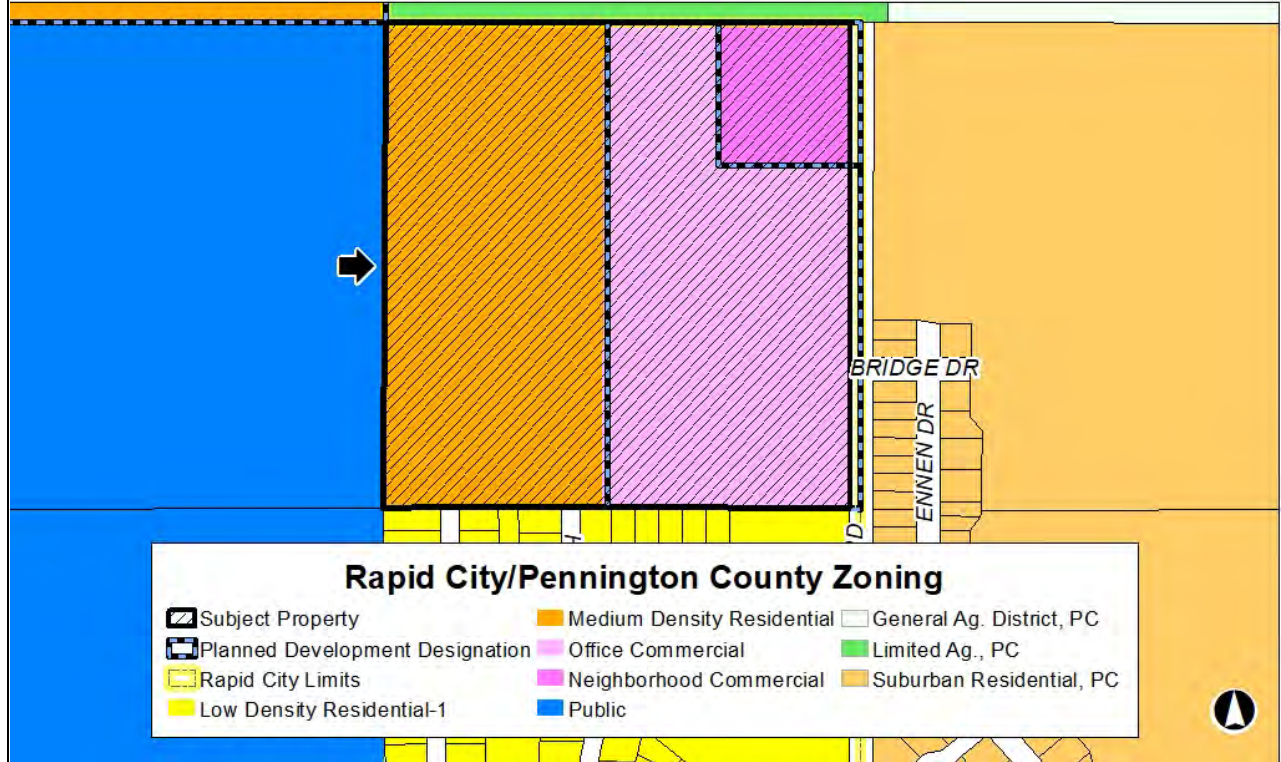 BRIDGE DR
ENNEN DR
Rapid City/Pennington County Zoning
Subject Property
Planned Development Designation
Rapid City Limits
Low Density Residential-1
Medium Density Residential
Office Commercial
Neighborhood Commercial
Public
General Ag. District, PC
Limited Ag., PC
Suburban Residential, PC